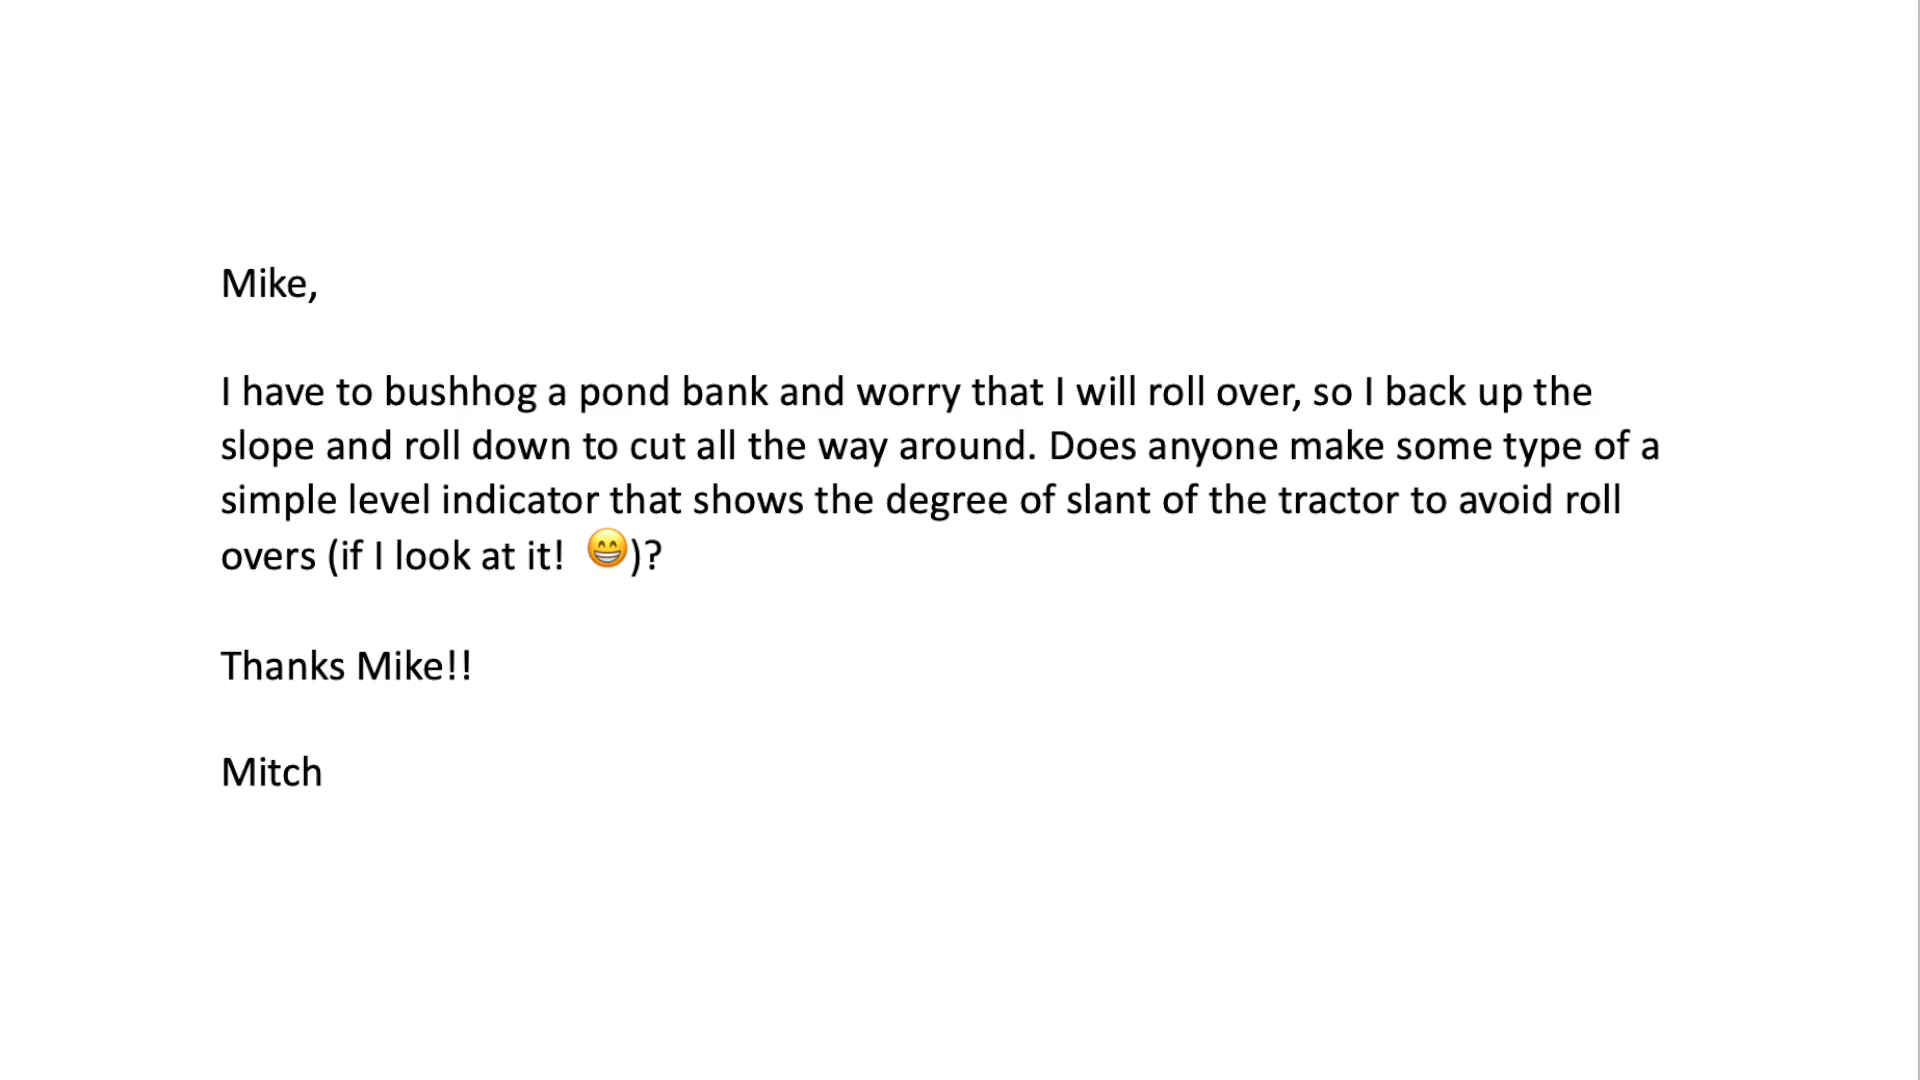 Mike,
I have to bushhog a pond bank and worry that I will roll over, so I back up the
slope and roll down to cut all the way around. Does anyone make some type of a
simple level indicator that shows the degree of slant of the tractor to avoid roll
overs (if I look at it! 😁)?
Thanks Mike!!
Mitch